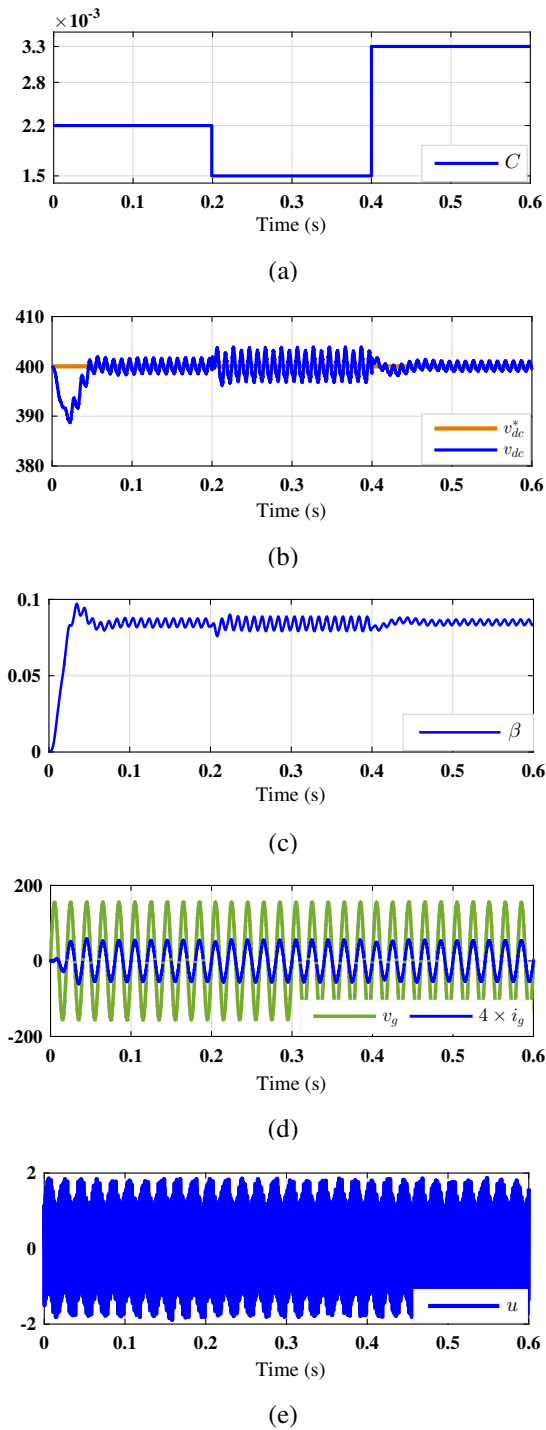 ×10⁻³
3.3
2.8
2.2
1.5
C
0 0.1 0.2 0.3 0.4 0.5 0.6
Time (s)
(a)
410
400
390
380
v*dc
vdc
0 0.1 0.2 0.3 0.4 0.5 0.6
Time (s)
(b)
0.1
0.05
0
β
0 0.1 0.2 0.3 0.4 0.5 0.6
Time (s)
(c)
200
0
-200
vg 4 × ig
0 0.1 0.2 0.3 0.4 0.5 0.6
Time (s)
(d)
2
0
-2
u
0 0.1 0.2 0.3 0.4 0.5 0.6
Time (s)
(e)